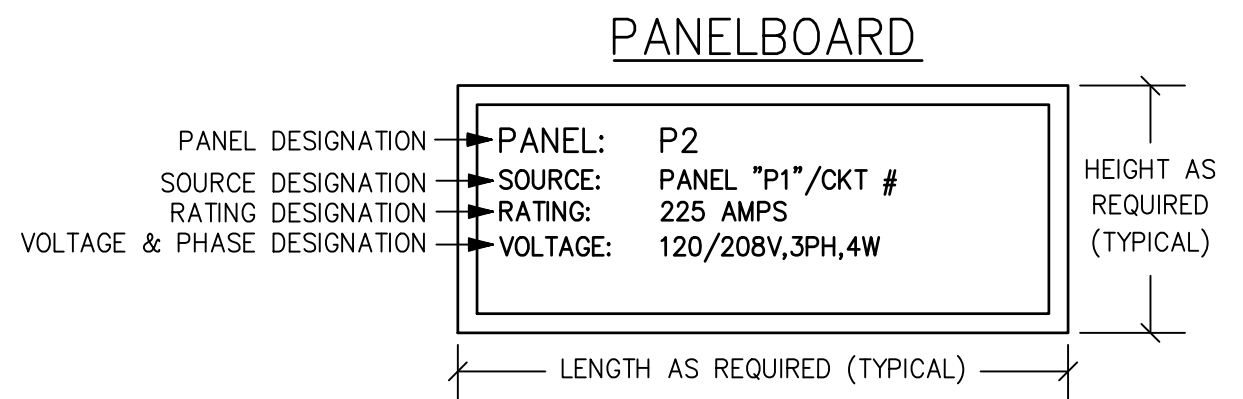 PANELBOARD
PANEL DESIGNATION PANEL: P2
SOURCE DESIGNATION SOURCE: PANEL "P1"/CKT #
RATING DESIGNATION RATING: 225 AMPS
VOLTAGE & PHASE DESIGNATION VOLTAGE: 120/208V,3PH,4W
HEIGHT AS
REQUIRED
(TYPICAL)
LENGTH AS REQUIRED (TYPICAL)